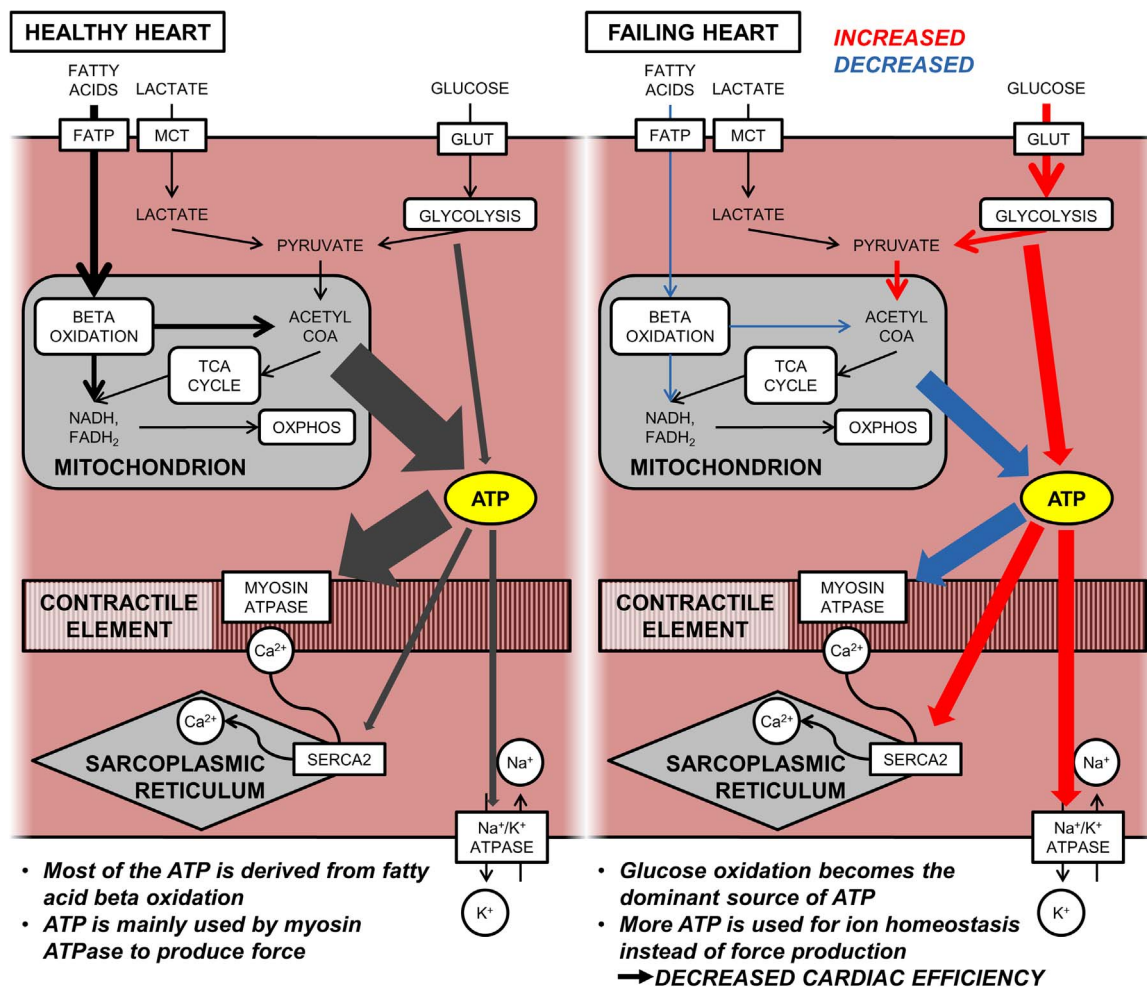 HEALTHY HEART
FATTY
ACIDS
LACTATE
GLUCOSE
FATP
MCT
GLUT
LACTATE
GLYCOLYSIS
PYRUVATE
BETA
OXIDATION
ACETYL
COA
TCA
CYCLE
NADH,
FADH₂
OXPHOS
MITOCHONDRION
ATP
CONTRACTILE
ELEMENT
MYOSIN
ATPASE
Ca²⁺
Ca²⁺
SARCOPLASMIC
RETICULUM
SERCA2
Na⁺
Na⁺/K⁺
ATPASE
K⁺
• Most of the ATP is derived from fatty
acid beta oxidation
• ATP is mainly used by myosin
ATPase to produce force
FAILING HEART
INCREASED
DECREASED
FATTY
ACIDS
LACTATE
GLUCOSE
FATP
MCT
GLUT
LACTATE
GLYCOLYSIS
PYRUVATE
BETA
OXIDATION
ACETYL
COA
TCA
CYCLE
NADH,
FADH₂
OXPHOS
MITOCHONDRION
ATP
CONTRACTILE
ELEMENT
MYOSIN
ATPASE
Ca²⁺
Ca²⁺
SARCOPLASMIC
RETICULUM
SERCA2
Na⁺
Na⁺/K⁺
ATPASE
K⁺
• Glucose oxidation becomes the
dominant source of ATP
• More ATP is used for ion homeostasis
instead of force production
DECREASED CARDIAC EFFICIENCY